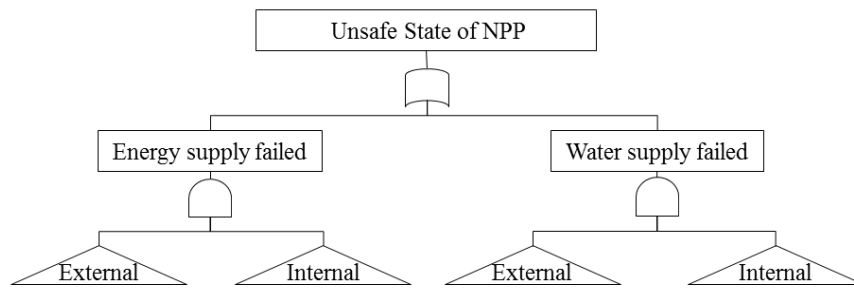 Unsafe State of NPP
Energy supply failed
Water supply failed
External
Internal
External
Internal